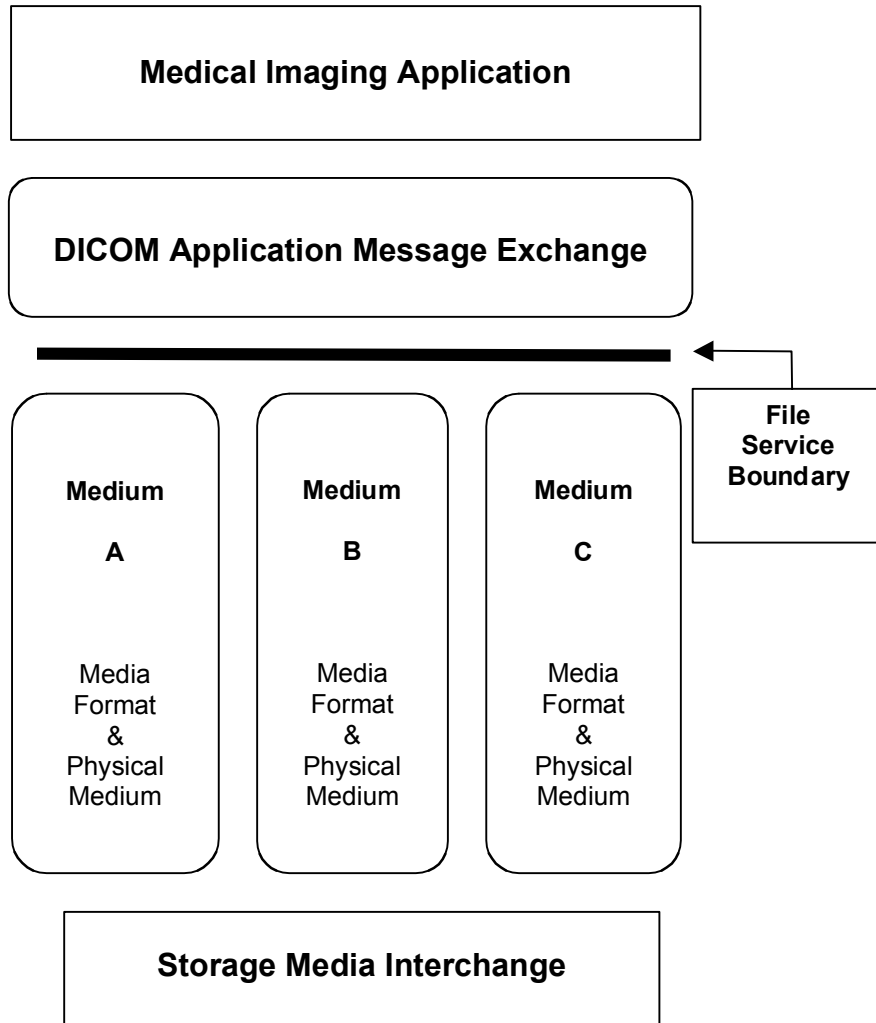 Medical Imaging Application
DICOM Application Message Exchange
File
Service
Boundary
Medium
A
Media
Format
&
Physical
Medium
Medium
B
Media
Format
&
Physical
Medium
Medium
C
Media
Format
&
Physical
Medium
Storage Media Interchange